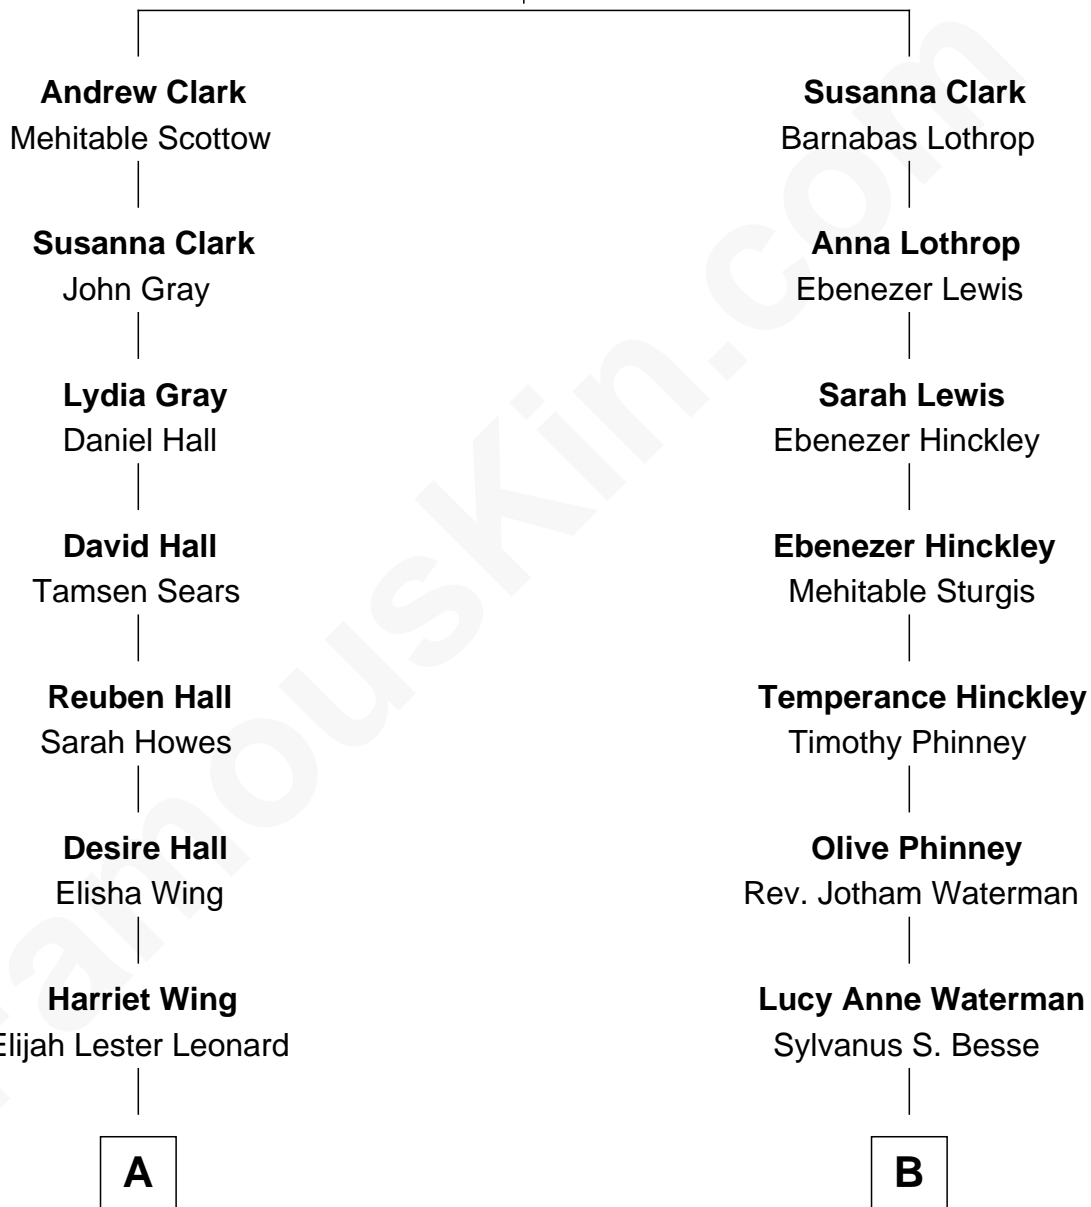 Andrew Clark
Mehitable Scottow
Susanna Clark
John Gray
Lydia Gray
Daniel Hall
David Hall
Tamsen Sears
Reuben Hall
Sarah Howes
Desire Hall
Elisha Wing
Harriet Wing
Elijah Lester Leonard
A
Susanna Clark
Barnabas Lothrop
Anna Lothrop
Ebenezer Lewis
Sarah Lewis
Ebenezer Hinckley
Ebenezer Hinckley
Mehitable Sturgis
Temperance Hinckley
Timothy Phinney
Olive Phinney
Rev. Jotham Waterman
Lucy Anne Waterman
Sylvanus S. Besse
B
FamousKin.com